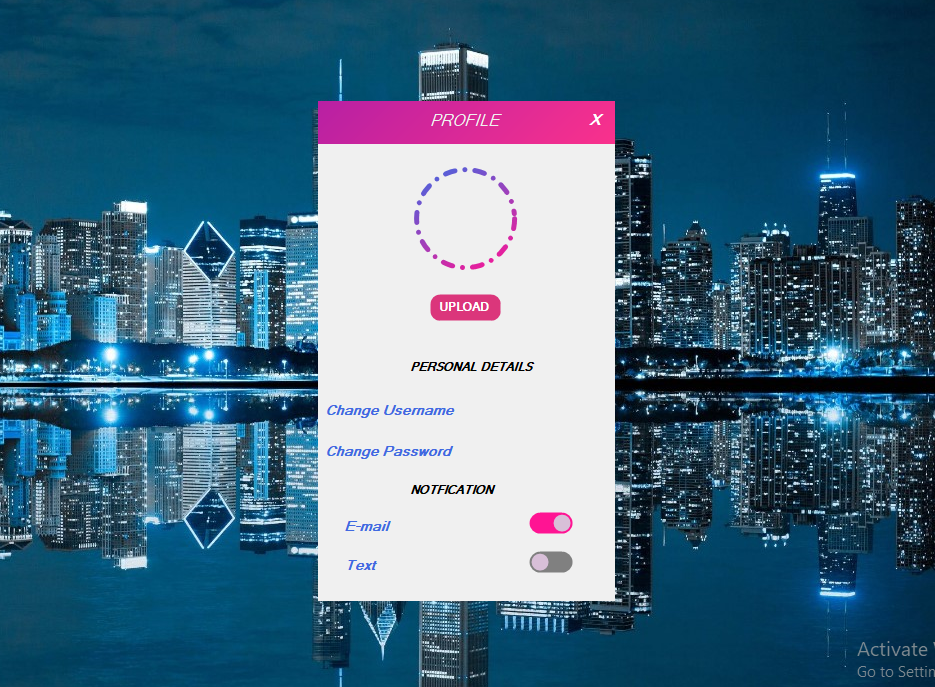 PROFILE X
UPLOAD
PERSONAL DETAILS
Change Username
Change Password
NOTFICATION
E-mail
Text
Activate
Go to Settin